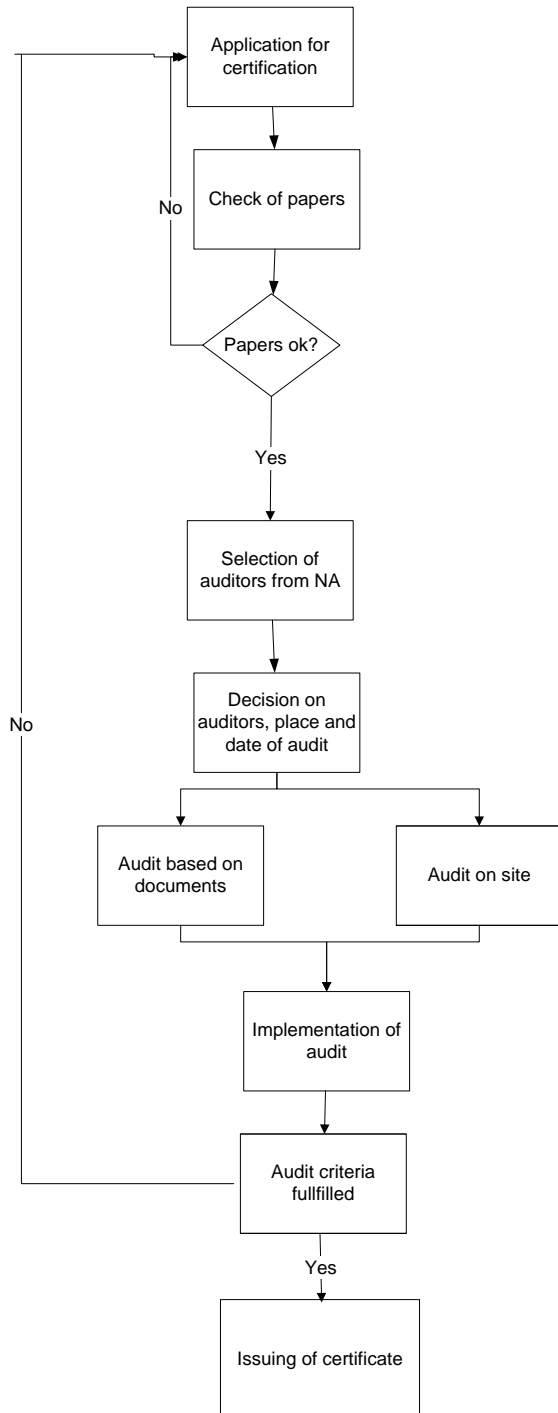 Application for
certification
Check of papers
No
Papers ok?
Yes
Selection of
auditors from NA
Decision on
auditors, place and
date of audit
No
Audit based on
documents
Audit on site
Implementation of
audit
Audit criteria
fullfilled
Yes
Issuing of certificate